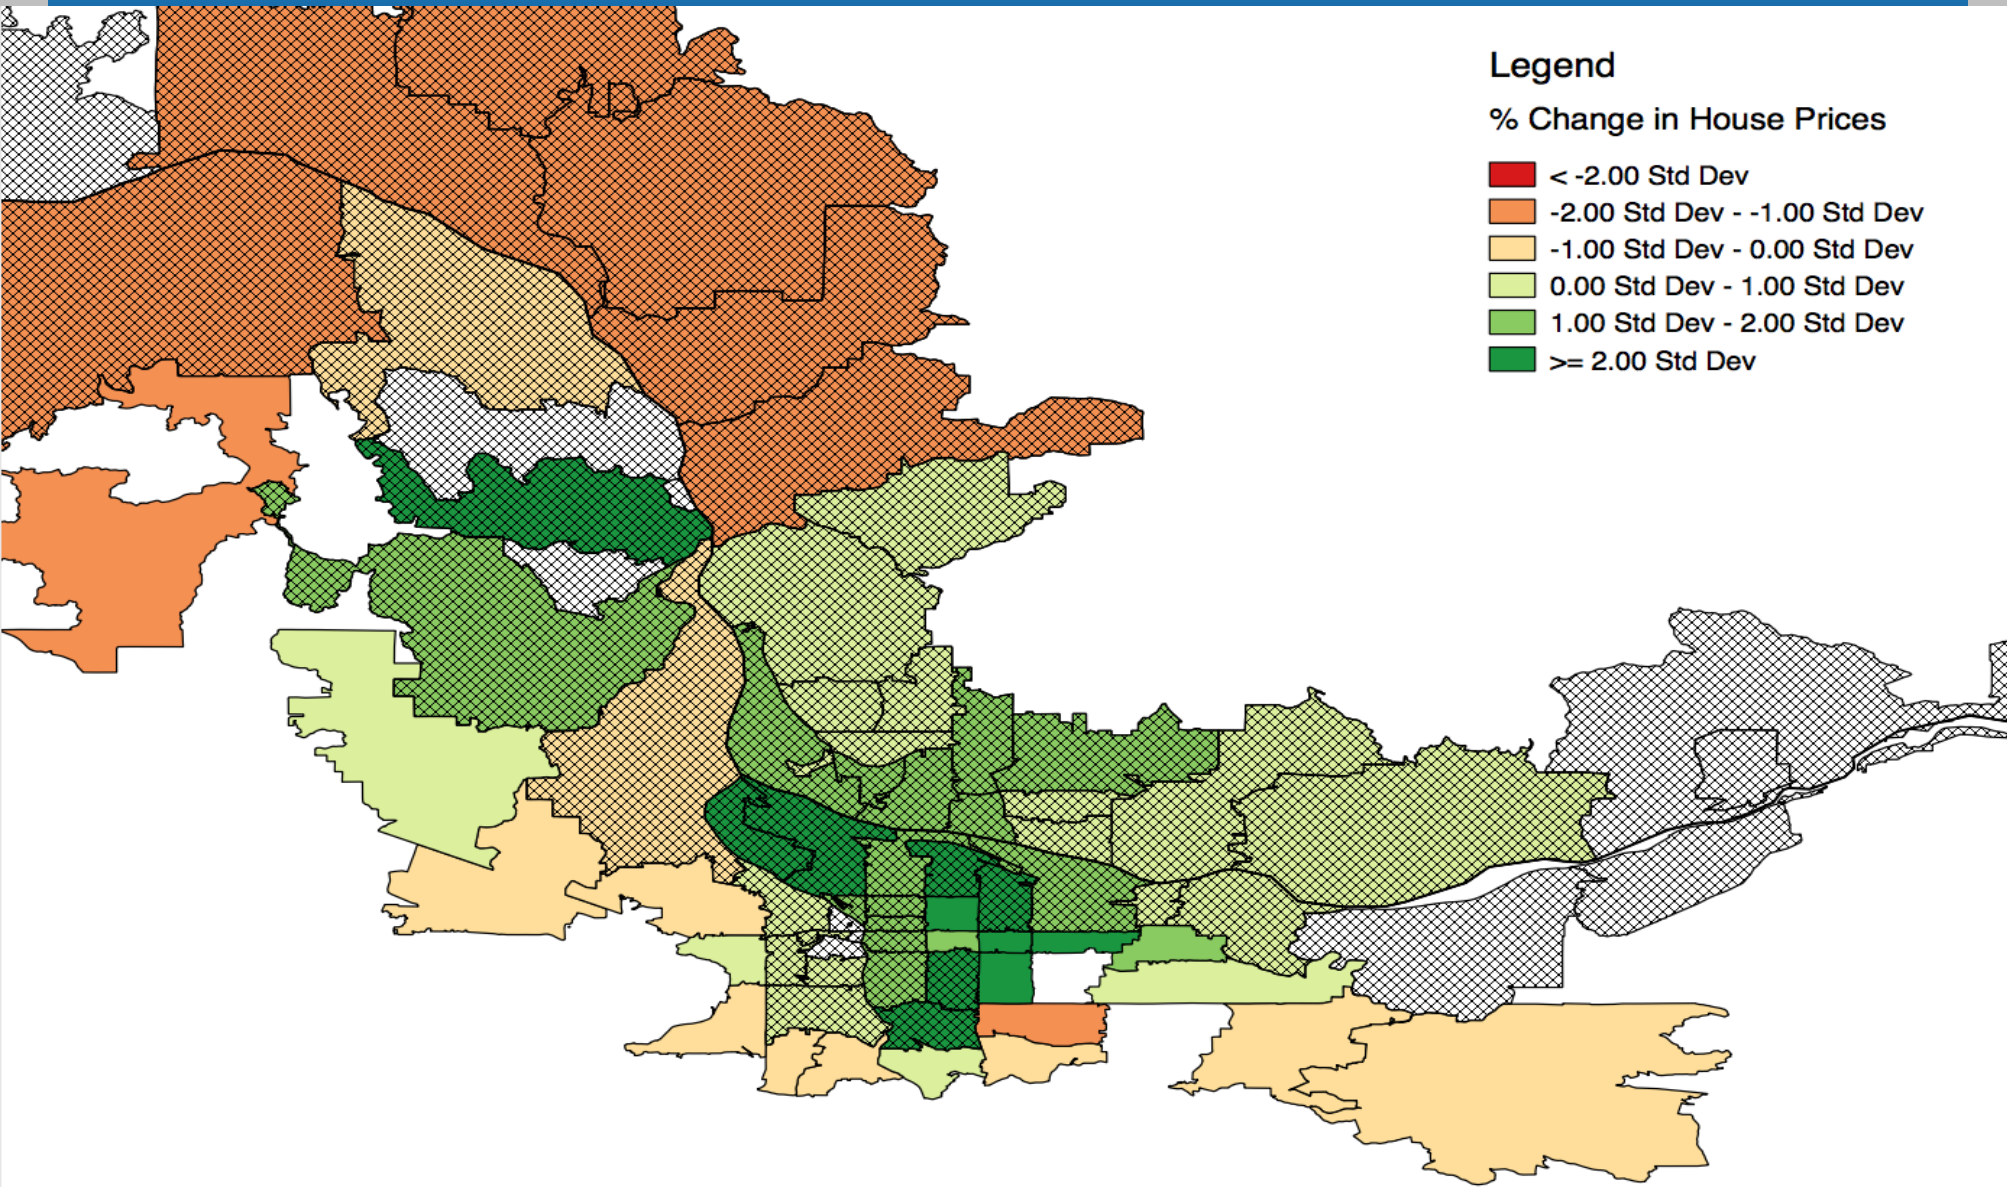 Legend
% Change in House Prices
< -2.00 Std Dev
-2.00 Std Dev - -1.00 Std Dev
-1.00 Std Dev - 0.00 Std Dev
0.00 Std Dev - 1.00 Std Dev
1.00 Std Dev - 2.00 Std Dev
>= 2.00 Std Dev